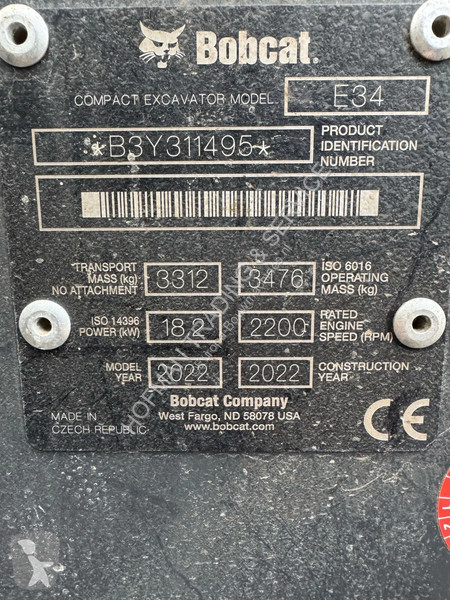 Bobcat.
COMPACT EXCAVATOR MODEL E34
*B3Y311495*
PRODUCT
IDENTIFICATION
NUMBER
TRANSPORT
MASS (kg)
NO ATTACHMENT
3312
3476
ISO 6016
OPERATING
MASS (kg)
ISO 14396
POWER (kW)
18.2
2200
RATED
ENGINE
SPEED (RPM)
MODEL
YEAR
2022
2022
CONSTRUCTION
YEAR
Bobcat Company
West Fargo, ND 58078 USA
www.bobcat.com
MADE IN
CZECH REPUBLIC
CE